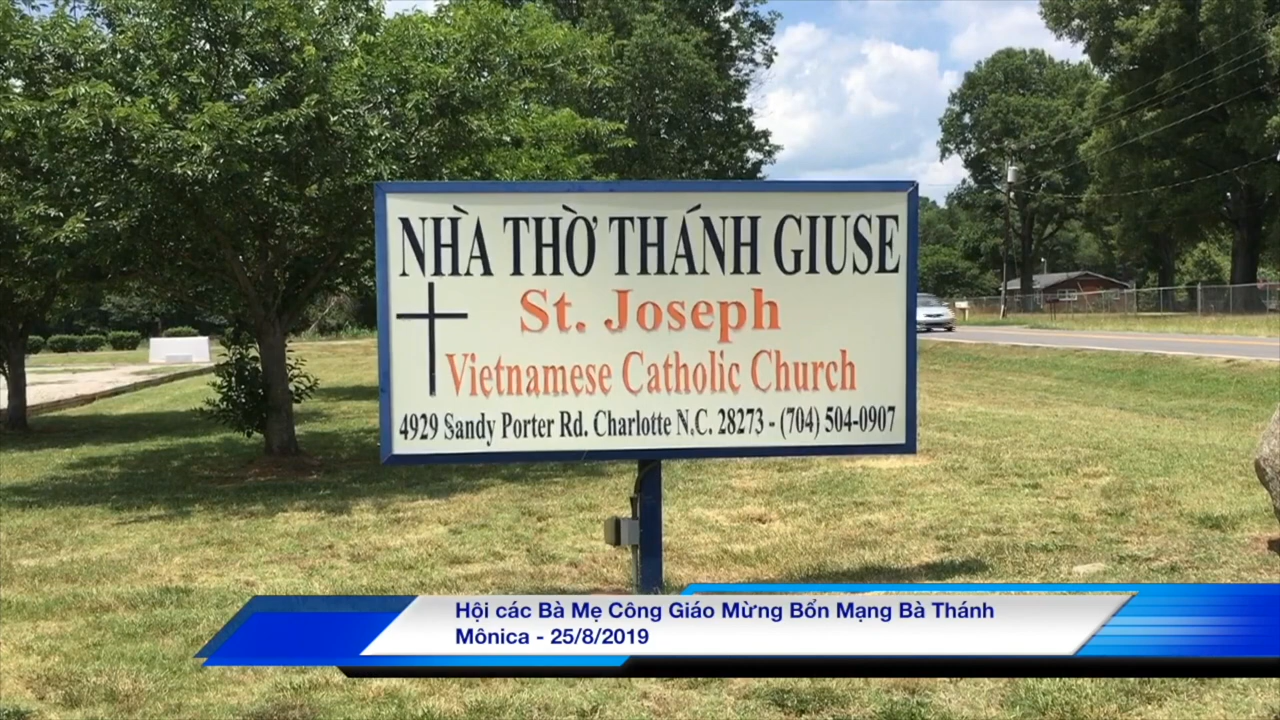 NHÀ THỜ THÁNH GIUSE
St. Joseph
Vietnamese Catholic Church
4929 Sandy Porter Rd. Charlotte N.C. 28273 - (704) 504-0907
Hội các Bà Mẹ Công Giáo Mừng Bổn Mạng Bà Thánh
Mônica - 25/8/2019